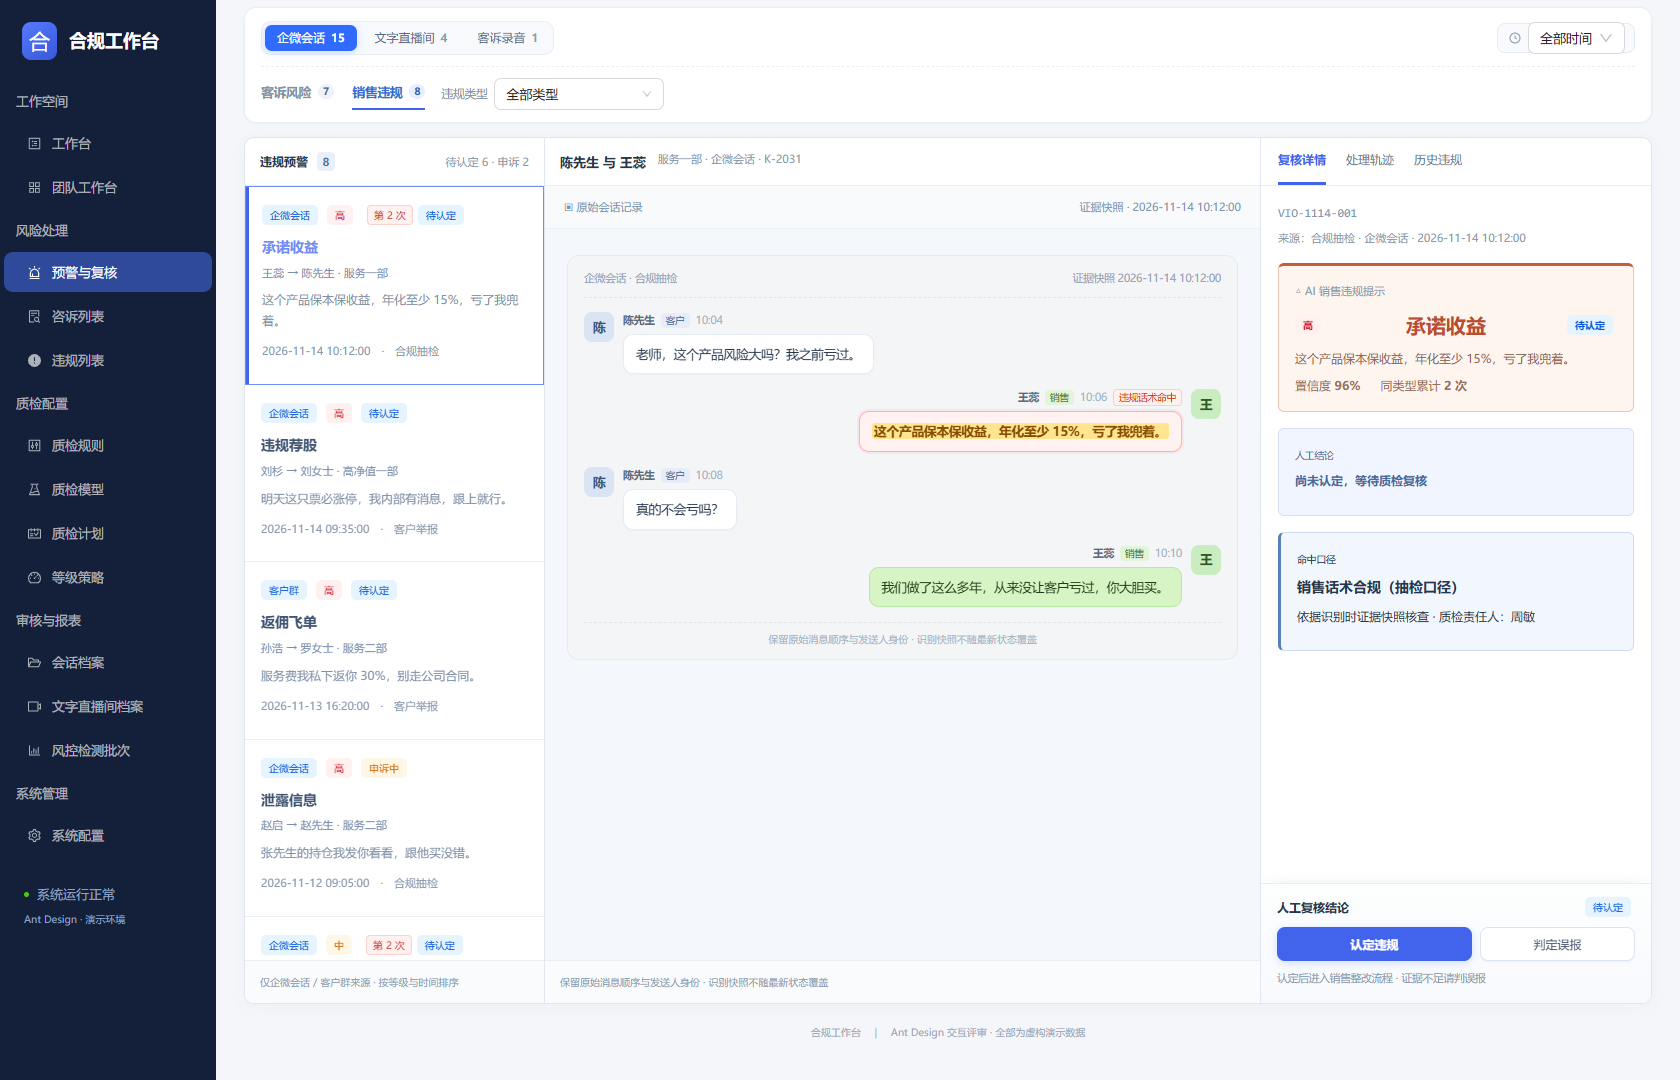 合 合规工作台
工作空间
工作台
团队工作台
风险处理
预警与复核
咨诉列表
违规列表
质检配置
质检规则
质检模型
质检计划
等级策略
审核与报表
会话档案
文字直播间档案
风控检测批次
系统管理
系统配置
系统运行正常
Ant Design · 演示环境
企微会话 15 文字直播间 4 客诉录音 1
全部时间
客诉风险 7 销售违规 8 违规类型 全部类型
违规预警 8 待认定 6 · 申诉 2
企微会话 高 第 2 次 待认定
承诺收益
王蕊 → 陈先生 · 服务一部
这个产品保本保收益，年化至少 15%，亏了我兜
着。
2026-11-14 10:12:00 · 合规抽检
企微会话 高 待认定
违规荐股
刘杉 → 刘女士 · 高净值一部
明天这只票必涨停，我内部有消息，跟上就行。
2026-11-14 09:35:00 · 客户举报
客户群 高 待认定
返佣飞单
孙浩 → 罗女士 · 服务二部
服务费我私下返你 30%，别走公司合同。
2026-11-13 16:20:00 · 客户举报
企微会话 高 申诉中
泄露信息
赵启 → 赵先生 · 服务二部
张先生的持仓我发你看看，跟他买没错。
2026-11-12 09:05:00 · 合规抽检
企微会话 中 第 2 次 待认定
仅企微会话 / 客户群来源 · 按等级与时间排序
陈先生 与 王蕊 服务一部 · 企微会话 · K-2031
原始会话记录 证据快照 · 2026-11-14 10:12:00
企微会话 · 合规抽检 证据快照 2026-11-14 10:12:00
陈 陈先生 客户 10:04
老师，这个产品风险大吗？我之前亏过。
王蕊 销售 10:06 违规话术命中 王
这个产品保本保收益，年化至少 15%，亏了我兜着。
陈 陈先生 客户 10:08
真的不会亏吗？
王蕊 销售 10:10 王
我们做了这么多年，从来没让客户亏过，你大胆买。
保留原始消息顺序与发送人身份 · 识别快照不随最新状态覆盖
保留原始消息顺序与发送人身份 · 识别快照不随最新状态覆盖
复核详情 处理轨迹 历史违规
VIO-1114-001
来源：合规抽检 · 企微会话 · 2026-11-14 10:12:00
AI 销售违规提示
高 承诺收益 待认定
这个产品保本保收益，年化至少 15%，亏了我兜着。
置信度 96% 同类型累计 2 次
人工结论
尚未认定，等待质检复核
命中口径
销售话术合规（抽检口径）
依据识别时证据快照核查 · 质检责任人：周敏
人工复核结论 待认定
认定违规 判定误报
认定后进入销售整改流程 · 证据不足请判误报
合规工作台 | Ant Design 交互评审 · 全部为虚构演示数据